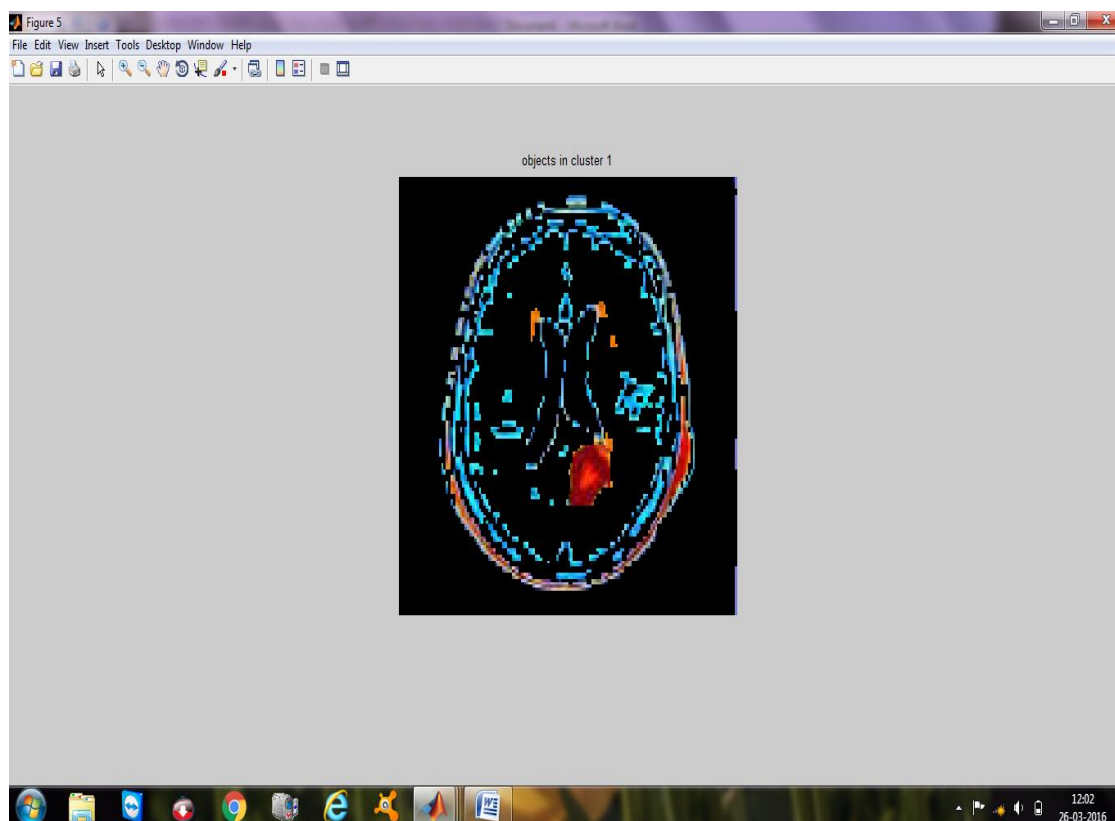 Figure 5
File Edit View Insert Tools Desktop Window Help
objects in cluster 1
12:02
26-03-2016